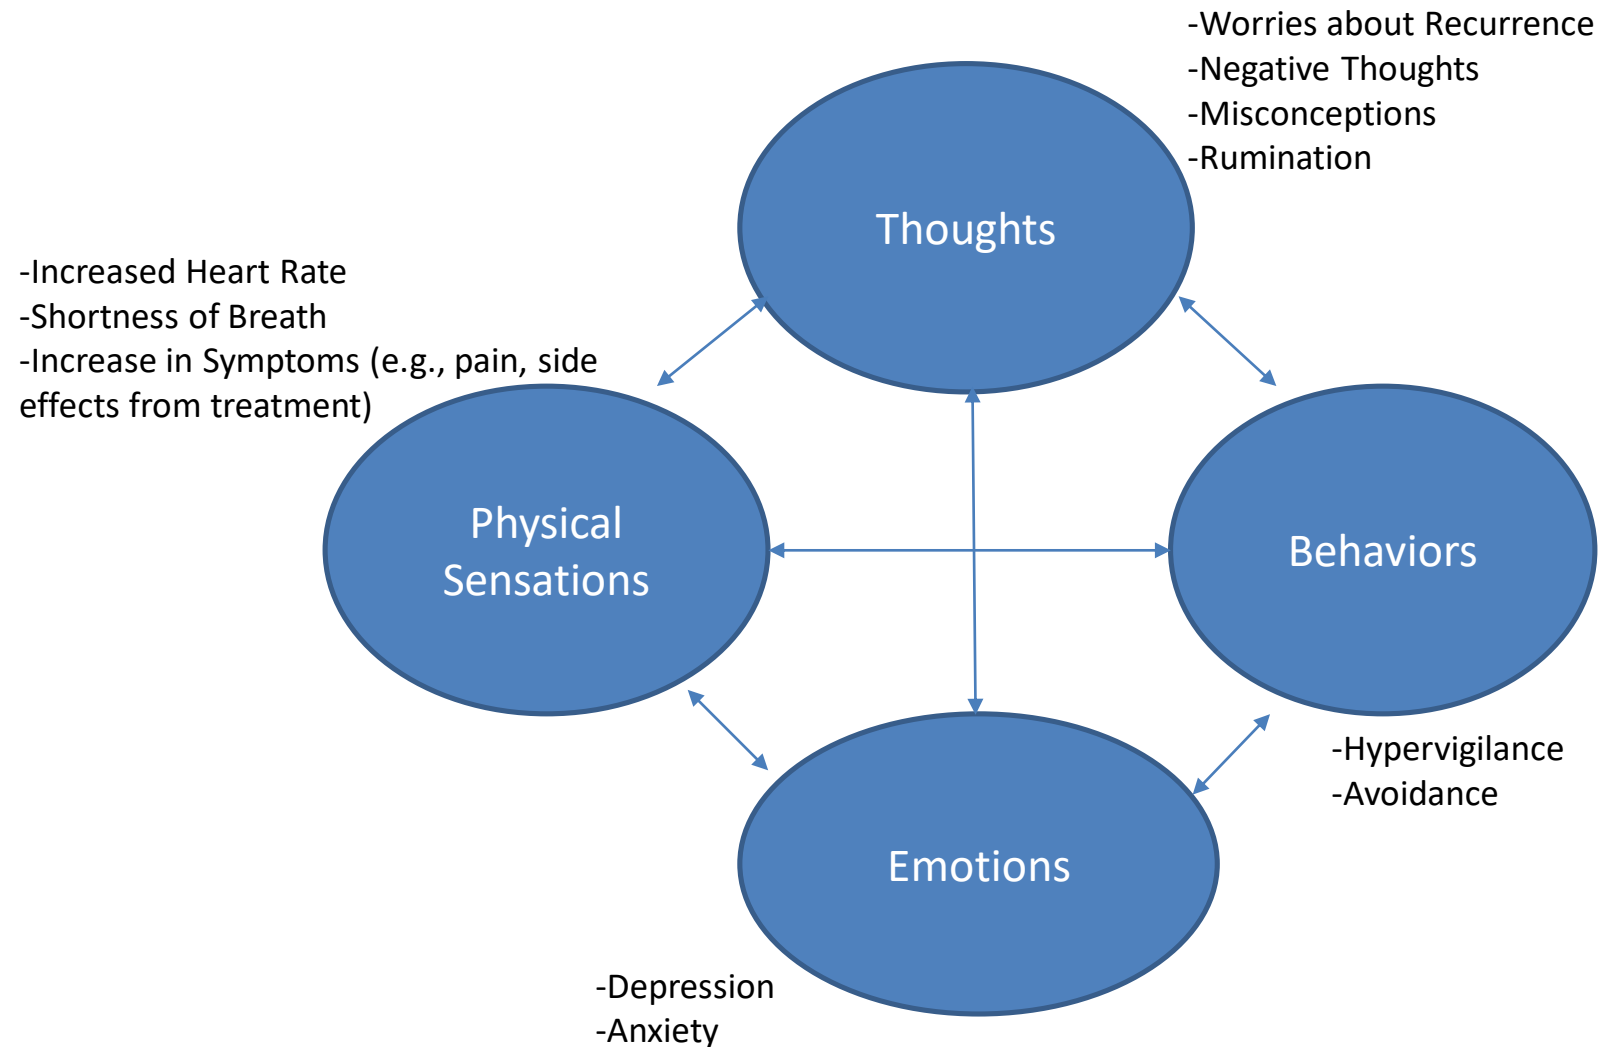 -Worries about Recurrence
-Negative Thoughts
-Misconceptions
-Rumination
Thoughts
-Increased Heart Rate
-Shortness of Breath
-Increase in Symptoms (e.g., pain, side
effects from treatment)
Physical
Sensations
Behaviors
-Hypervigilance
-Avoidance
Emotions
-Depression
-Anxiety